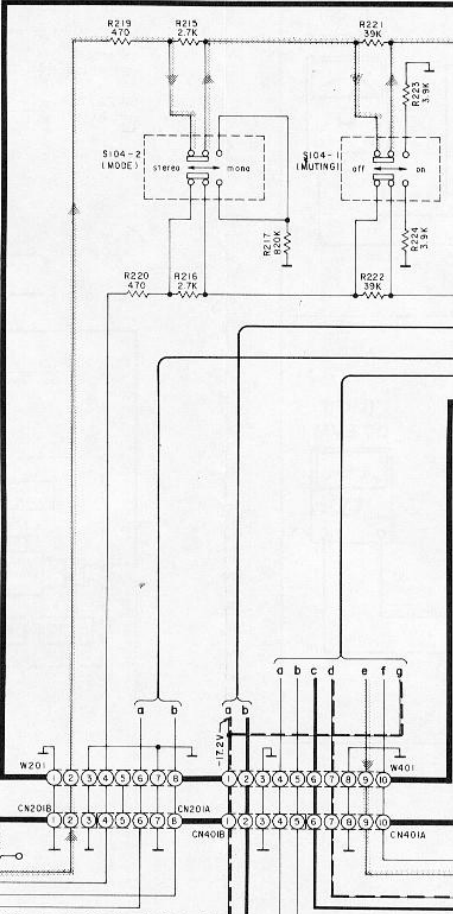 R219 R215 R221
470 2.7K 39K
R223
3.9K
S104-2
(MODE)
stereo mono
S104-1
(MUTING)
off on
R217
820K
R224
3.9K
R220 R216 R222
470 2.7K 39K
a b c d e f g
a b a b
-17.2V
W201 W401
1 2 3 4 5 6 7 8 1 2 3 4 5 6 7 8 9 10
CN201B CN201A
1 2 3 4 5 6 7 8 1 2 3 4 5 6 7 8 9 10
CN401B CN401A